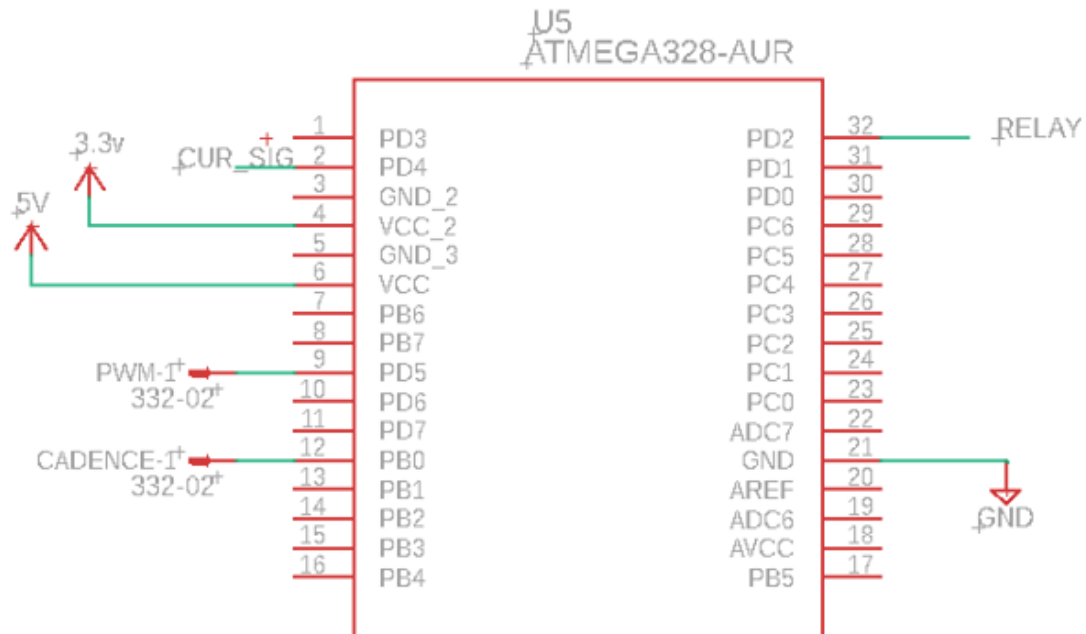 U5
ATMEGA328-AUR
1 PD3 PD2 32 RELAY
3.3v
CUR_SIG 2 PD4 PD1 31
3 GND_2 PD0 30
5V
4 VCC_2 PC6 29
5 GND_3 PC5 28
6 VCC PC4 27
7 PB6 PC3 26
8 PB7 PC2 25
PWM-1 9 PD5 PC1 24
332-02 10 PD6 PC0 23
11 PD7 ADC7 22
CADENCE-1 12 PB0 GND 21
332-02 13 PB1 AREF 20
14 PB2 ADC6 19 GND
15 PB3 AVCC 18
16 PB4 PB5 17